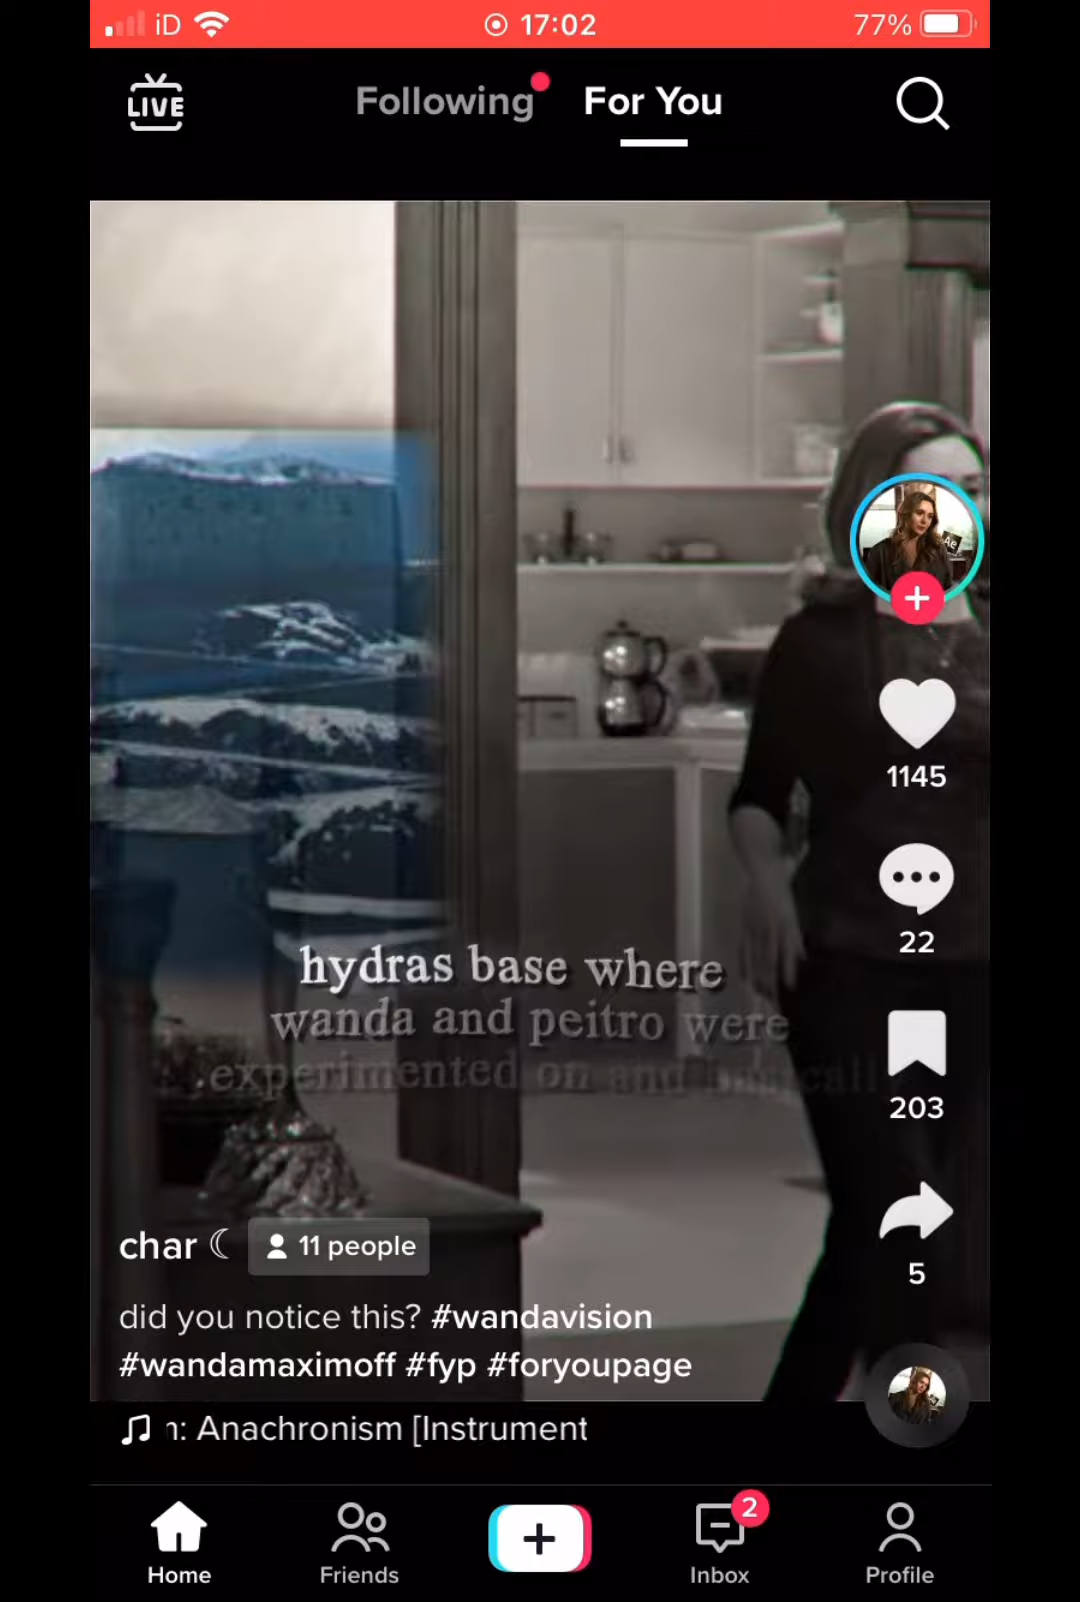 iD 17:02 77%
LIVE Following For You
Ae
1145
22
hydras base where
wanda and peitro were
experimented on and
203
5
char ☾ 11 people
did you notice this? #wandavision
#wandamaximoff #fyp #foryoupage
: Anachronism [Instrument
2
Home Friends Inbox Profile